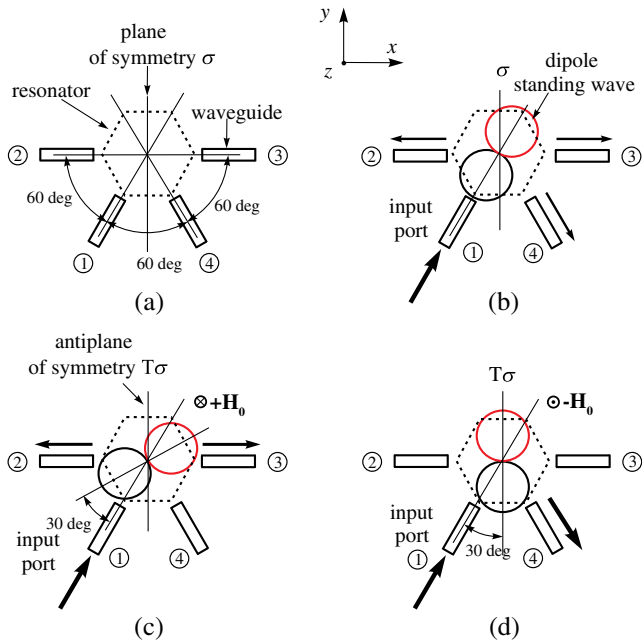 plane
of symmetry σ
resonator
waveguide
②
③
60 deg
60 deg
60 deg
①
④
(a)
y
x
z
σ
dipole
standing wave
②
③
input
port
①
④
(b)
antiplane
of symmetry Tσ
⊗+H₀
②
③
30 deg
input
port
①
④
(c)
Tσ
⊙-H₀
②
③
input
port
①
30 deg
④
(d)